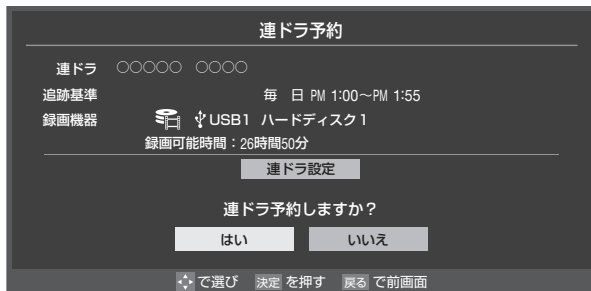 連ドラ予約
連ドラ ○○○○○ ○○○○
追跡基準 毎 日 PM 1:00～PM 1:55
録画機器 USB1 ハードディスク1
録画可能時間：26時間50分
連ドラ設定
連ドラ予約しますか？
はい いいえ
で選び 決定 を押す 戻る で前画面